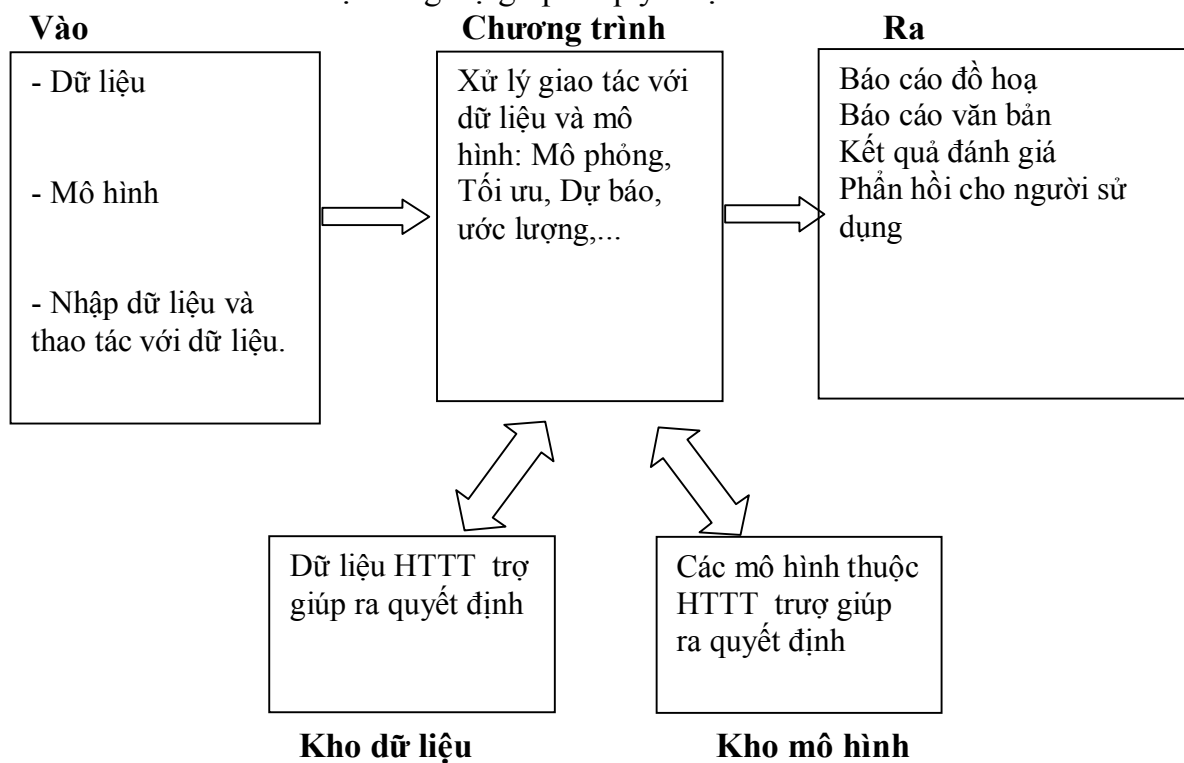 Vào
Chương trình
Ra
- Dữ liệu
- Mô hình
- Nhập dữ liệu và
thao tác với dữ liệu.
Xử lý giao tác với
dữ liệu và mô
hình: Mô phỏng,
Tối ưu, Dự báo,
ước lượng,...
Báo cáo đồ hoạ
Báo cáo văn bản
Kết quả đánh giá
Phẩn hồi cho người sử
dụng
Dữ liệu HTTT trợ
giúp ra quyết định
Các mô hình thuộc
HTTT trượ giúp
ra quyết định
Kho dữ liệu
Kho mô hình